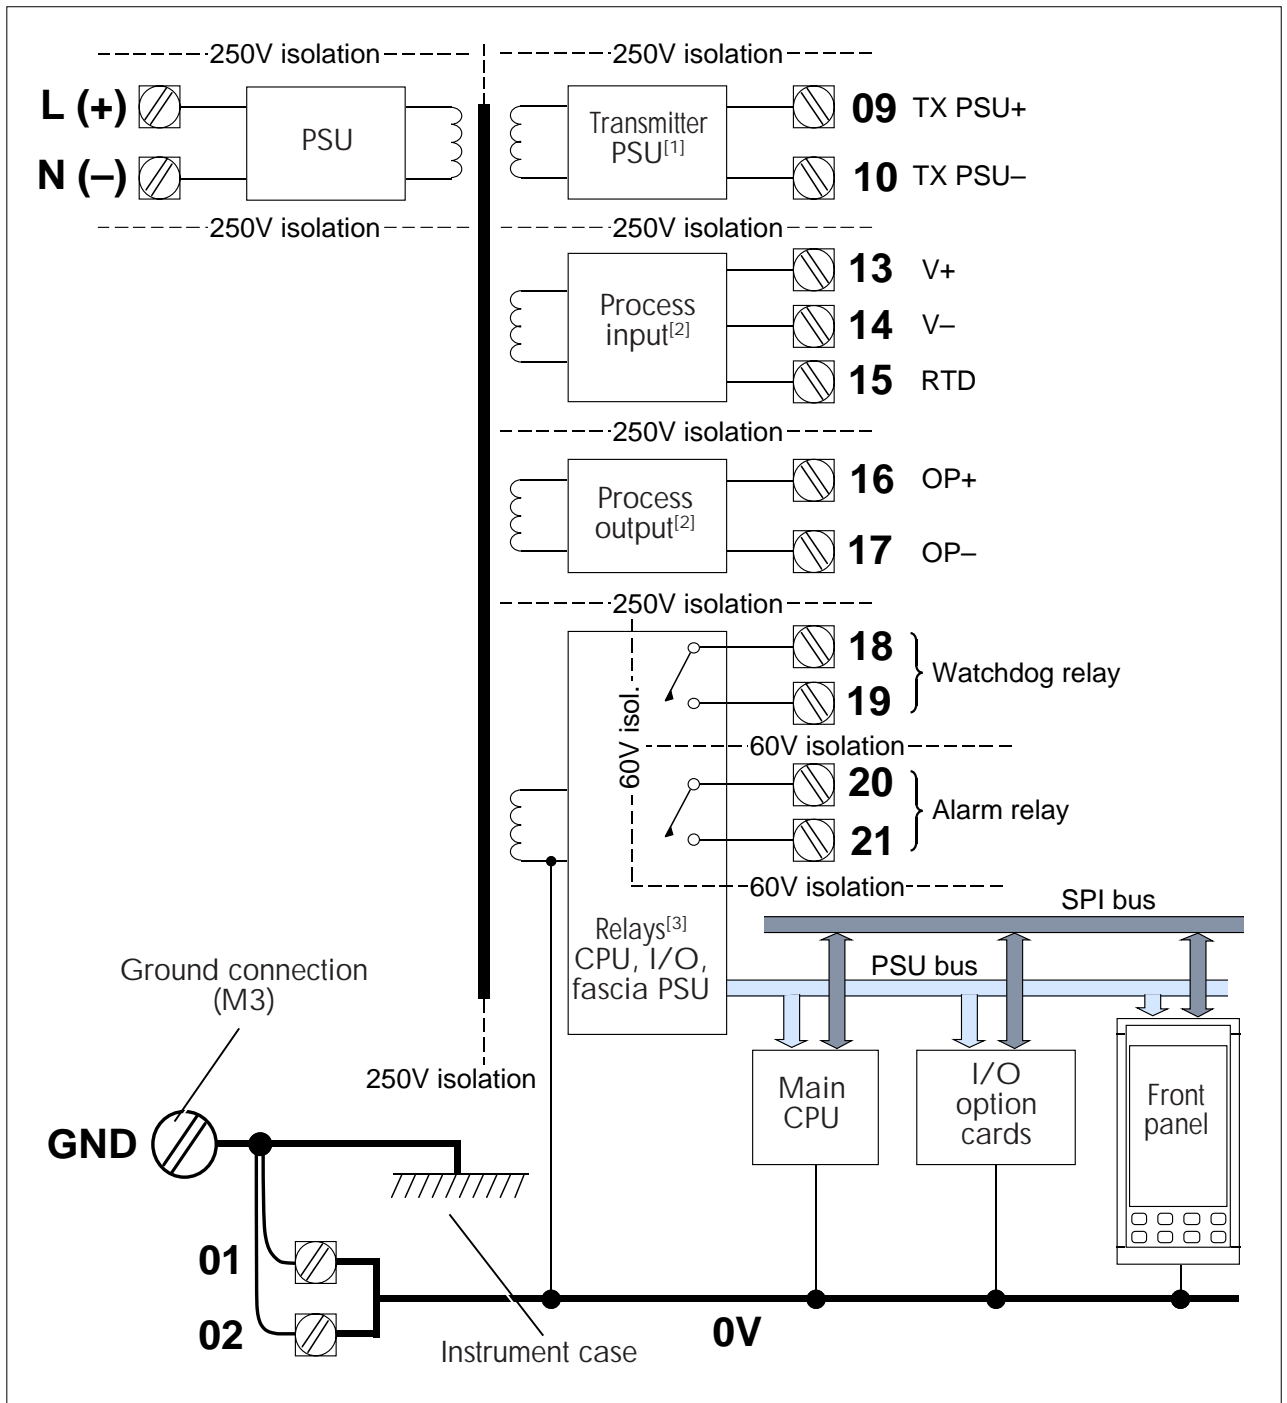 250V isolation
250V isolation
L (+)
PSU
Transmitter
PSU[1]
09 TX PSU+
N (–)
10 TX PSU–
250V isolation
250V isolation
Process
input[2]
13 V+
14 V–
15 RTD
250V isolation
Process
output[2]
16 OP+
17 OP–
250V isolation
60V isol.
18
19
Watchdog relay
60V isolation
20
21
Alarm relay
60V isolation
Relays[3]
CPU, I/O,
fascia PSU
SPI bus
PSU bus
Ground connection
(M3)
250V isolation
Main
CPU
I/O
option
cards
Front
panel
GND
01
02
0V
Instrument case